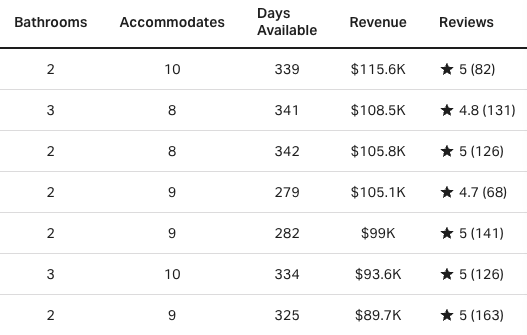 Bathrooms Accommodates Days Available Revenue Reviews
2 10 339 $115.6K ★ 5 (82)
3 8 341 $108.5K ★ 4.8 (131)
2 8 342 $105.8K ★ 5 (126)
2 9 279 $105.1K ★ 4.7 (68)
2 9 282 $99K ★ 5 (141)
3 10 334 $93.6K ★ 5 (126)
2 9 325 $89.7K ★ 5 (163)